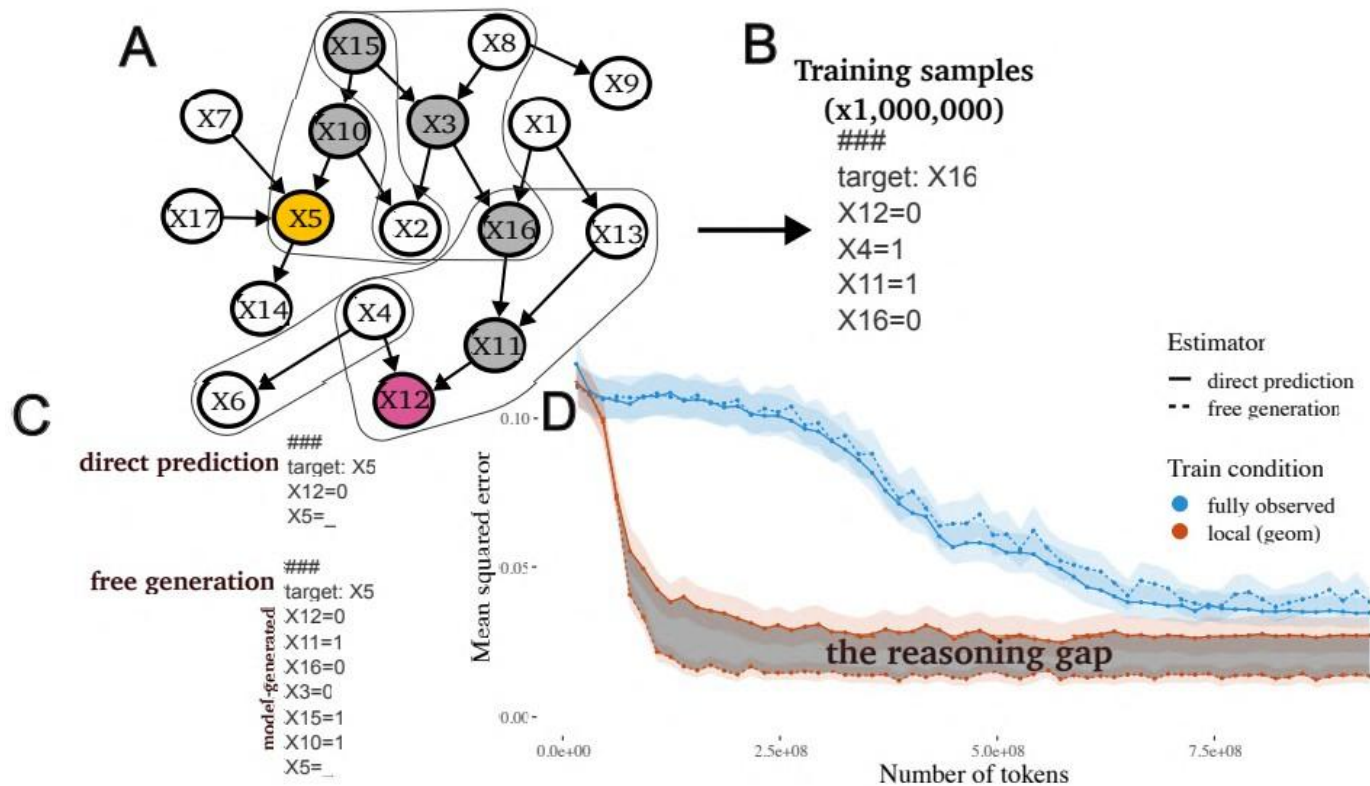 A
X15
X8
X9
X7
X10
X3
X1
X17
X5
X2
X16
X13
X14
X4
X11
X6
X12
B
Training samples
(x1,000,000)
###
target: X16
X12=0
X4=1
X11=1
X16=0
C
direct prediction
###
target: X5
X12=0
X5=_
free generation
###
target: X5
model-generated
X12=0
X11=1
X16=0
X3=0
X15=1
X10=1
X5=_
D
Mean squared error
0.10
0.05
0.00
0.0e+00
2.5e+08
5.0e+08
7.5e+08
Number of tokens
the reasoning gap
Estimator
direct prediction
free generation
Train condition
fully observed
local (geom)